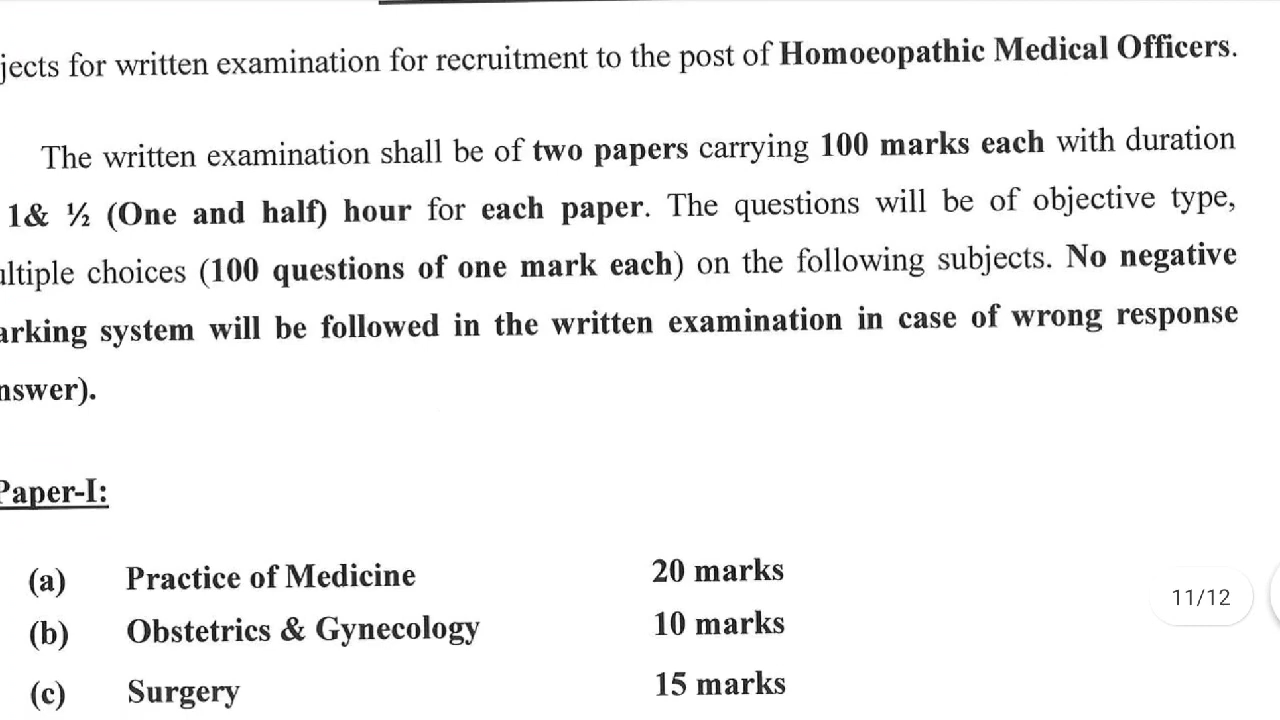 jects for written examination for recruitment to the post of Homoeopathic Medical Officers.
The written examination shall be of two papers carrying 100 marks each with duration
1& ½ (One and half) hour for each paper. The questions will be of objective type,
ltiple choices (100 questions of one mark each) on the following subjects. No negative
arking system will be followed in the written examination in case of wrong response
nswer).
Paper-I:
(a) Practice of Medicine 20 marks
11/12
(b) Obstetrics & Gynecology 10 marks
(c) Surgery 15 marks